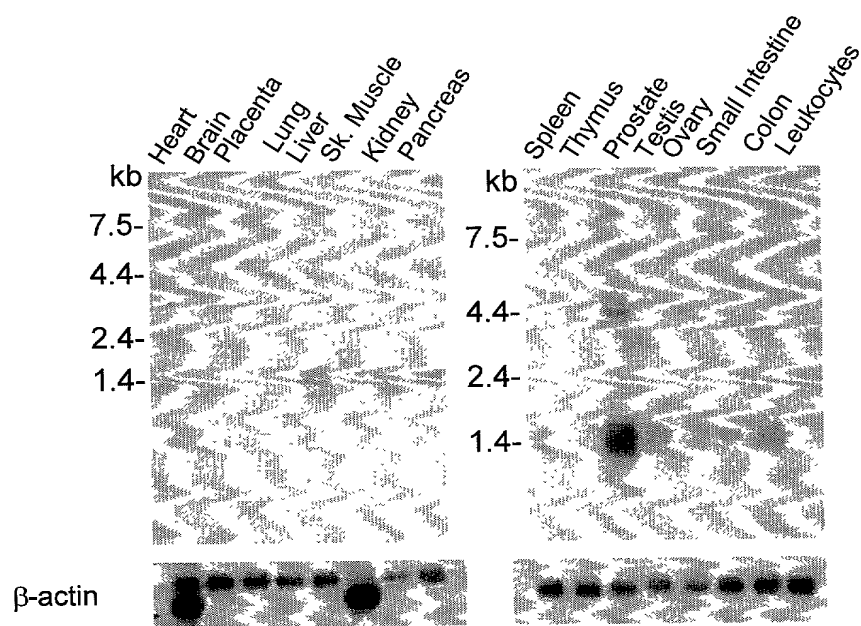 Heart Brain Placenta Lung Liver Sk. Muscle Kidney Pancreas
kb
7.5-
4.4-
2.4-
1.4-
Spleen Thymus Prostate Testis Ovary Small Intestine Colon Leukocytes
kb
7.5-
4.4-
2.4-
1.4-
β-actin